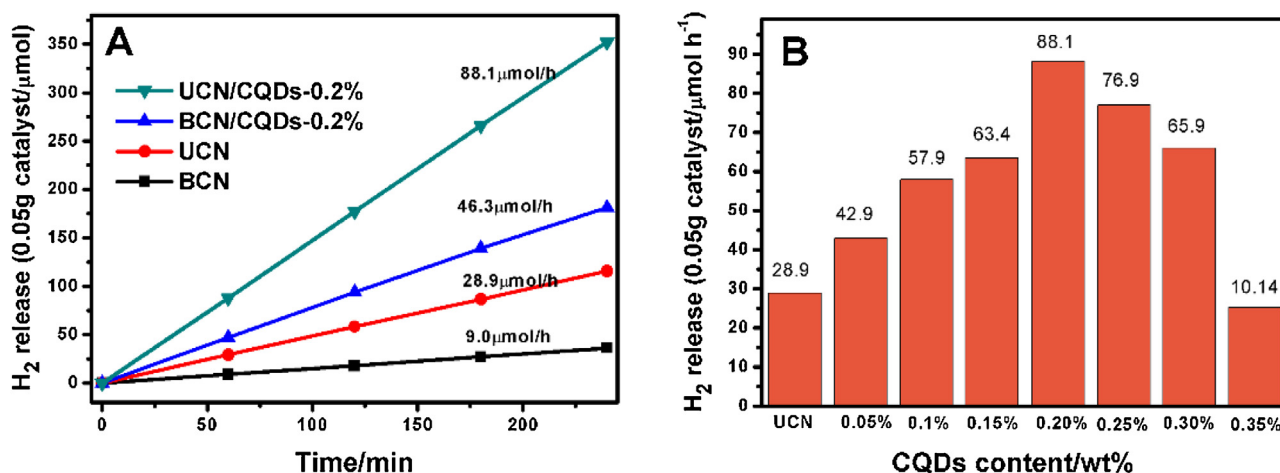 A
H₂ release (0.05g catalyst/μmol)
350
300
250
200
150
100
50
0
UCN/CQDs-0.2%
BCN/CQDs-0.2%
UCN
BCN
88.1μmol/h
46.3μmol/h
28.9μmol/h
9.0μmol/h
0 50 100 150 200
Time/min
B
H₂ release (0.05g catalyst/μmol h⁻¹)
90
80
70
60
50
40
30
20
10
0
28.9
42.9
57.9
63.4
88.1
76.9
65.9
10.14
UCN 0.05% 0.1% 0.15% 0.20% 0.25% 0.30% 0.35%
CQDs content/wt%